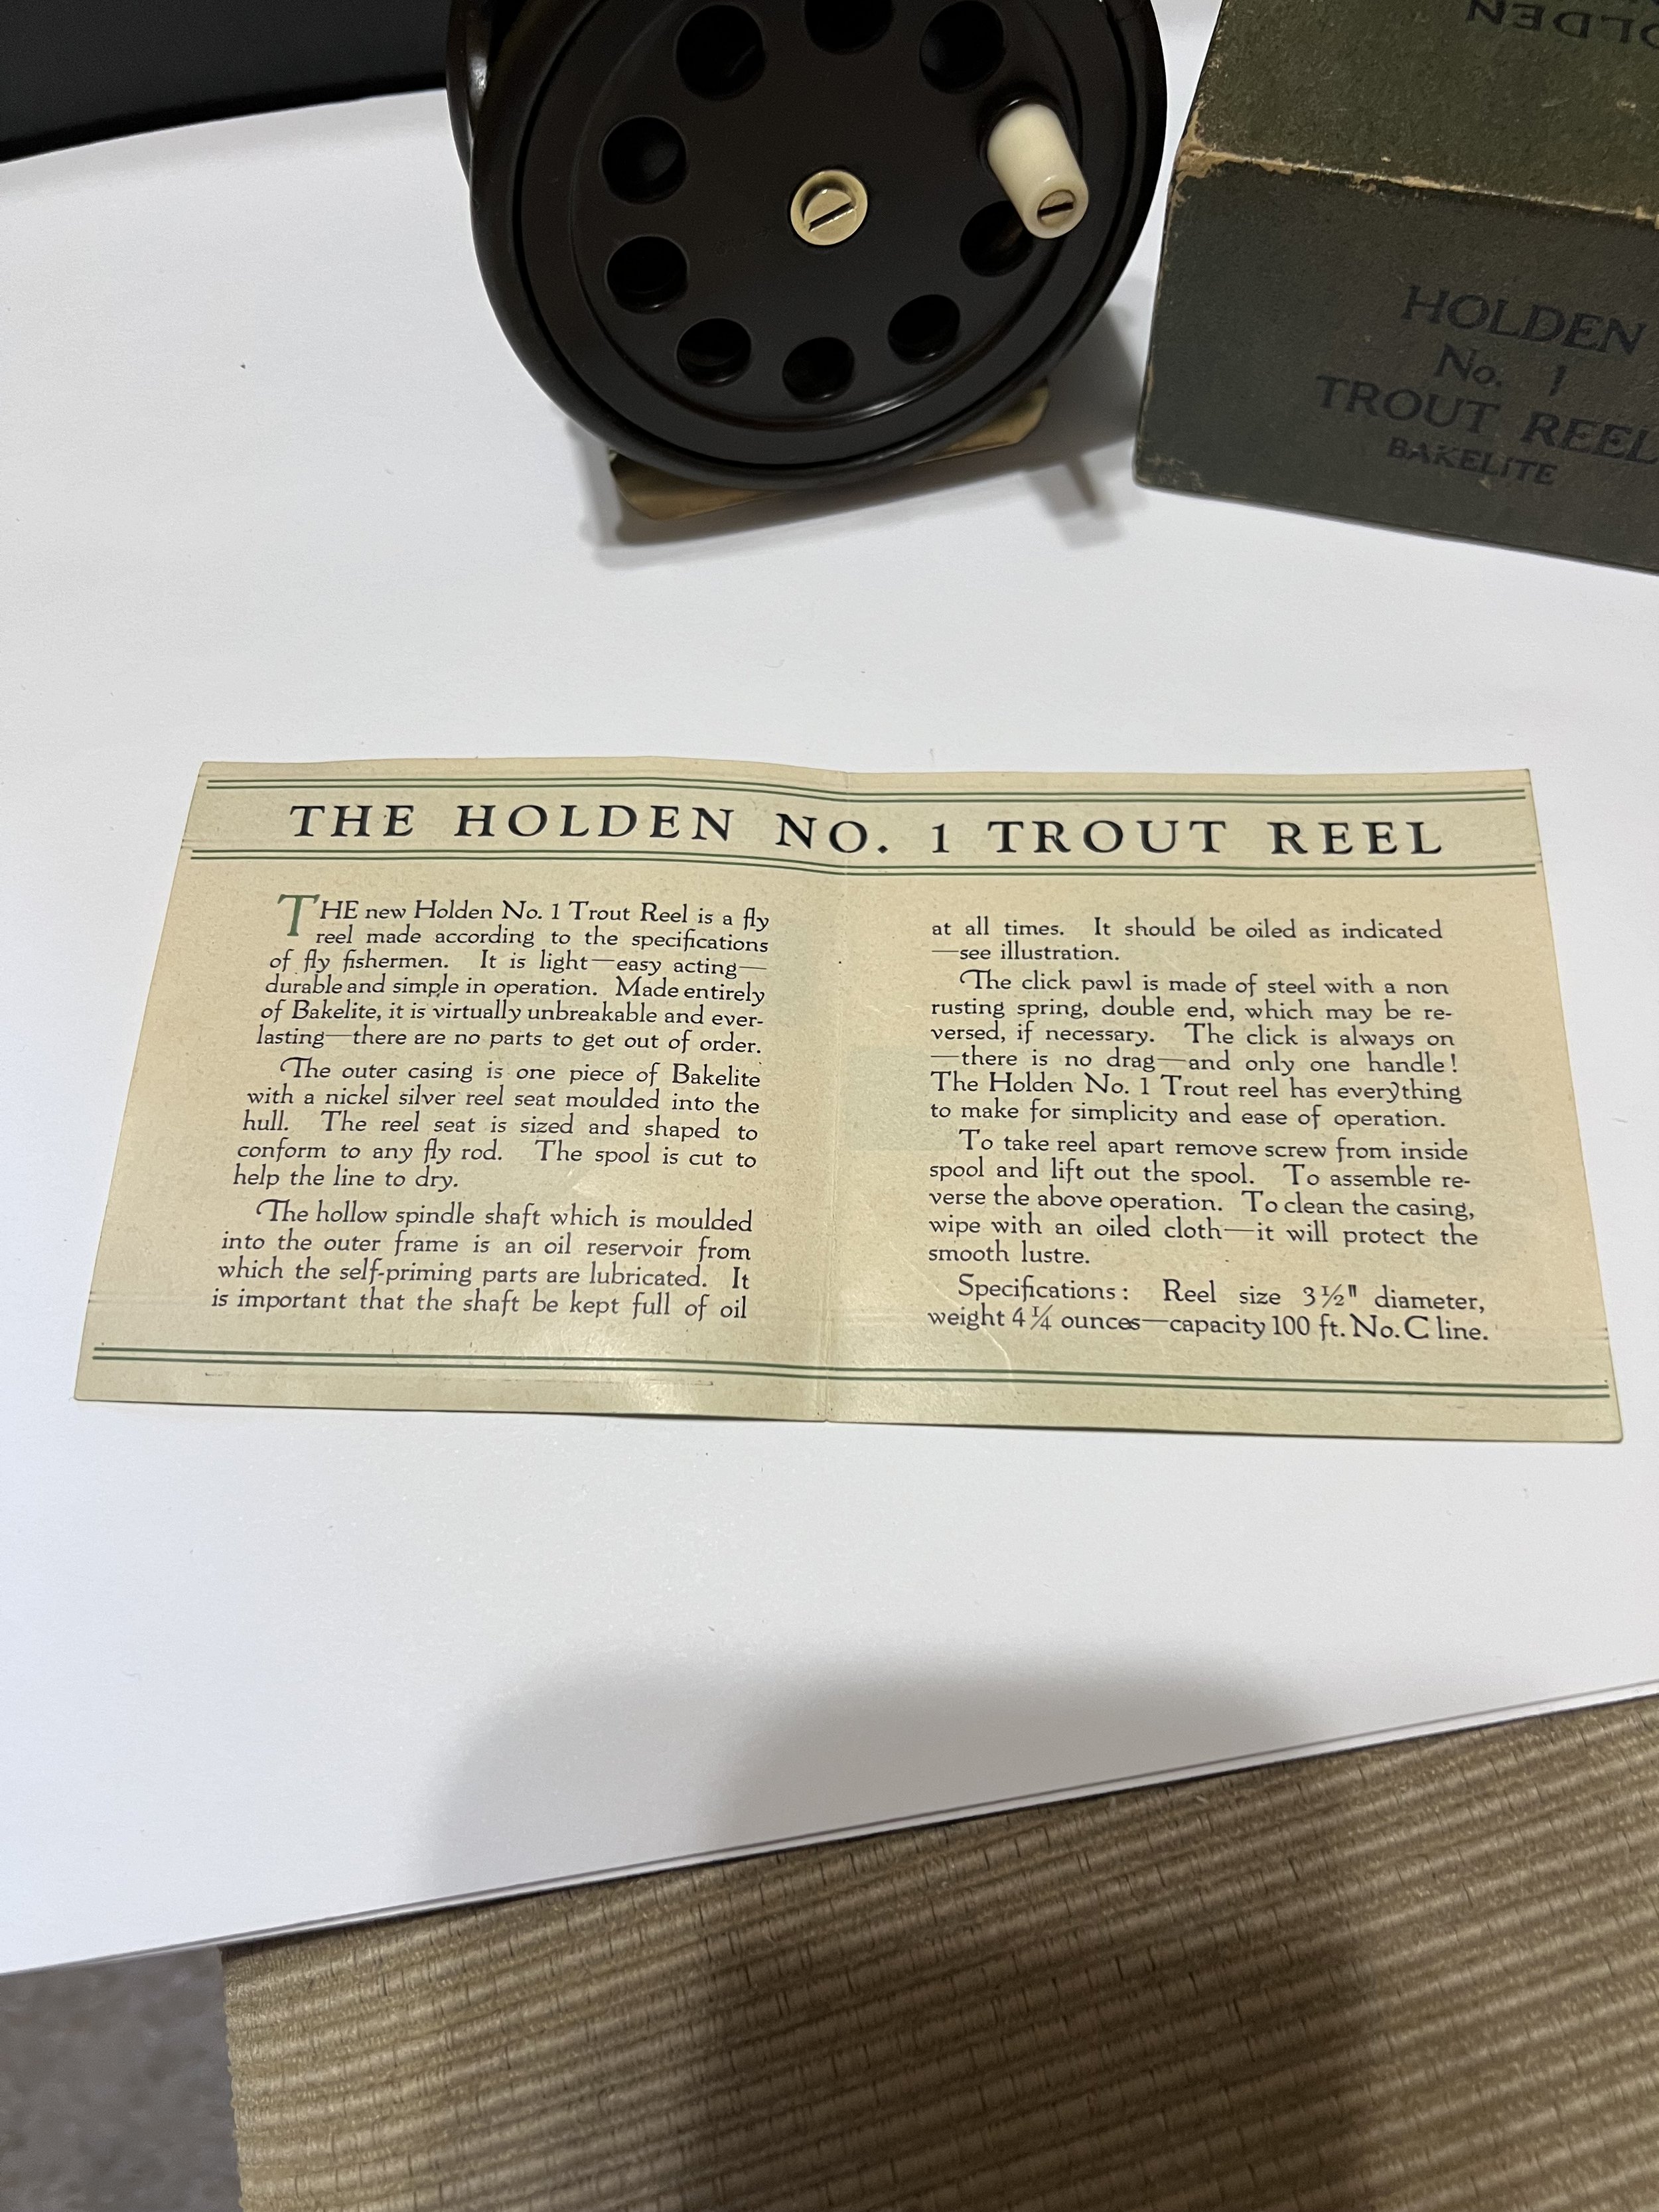 OLDEN
HOLDEN
No. 1
TROUT REEL
BAKELITE
THE HOLDEN NO. 1 TROUT REEL
THE new Holden No. 1 Trout Reel is a fly
reel made according to the specifications
of fly fishermen. It is light—easy acting—
durable and simple in operation. Made entirely
of Bakelite, it is virtually unbreakable and ever-
lasting—there are no parts to get out of order.
The outer casing is one piece of Bakelite
with a nickel silver reel seat moulded into the
hull. The reel seat is sized and shaped to
conform to any fly rod. The spool is cut to
help the line to dry.
The hollow spindle shaft which is moulded
into the outer frame is an oil reservoir from
which the self-priming parts are lubricated. It
is important that the shaft be kept full of oil
at all times. It should be oiled as indicated
—see illustration.
The click pawl is made of steel with a non
rusting spring, double end, which may be re-
versed, if necessary. The click is always on
—there is no drag—and only one handle!
The Holden No. 1 Trout reel has everything
to make for simplicity and ease of operation.
To take reel apart remove screw from inside
spool and lift out the spool. To assemble re-
verse the above operation. To clean the casing,
wipe with an oiled cloth—it will protect the
smooth lustre.
Specifications: Reel size 3½" diameter,
weight 4¼ ounces—capacity 100 ft. No. C line.